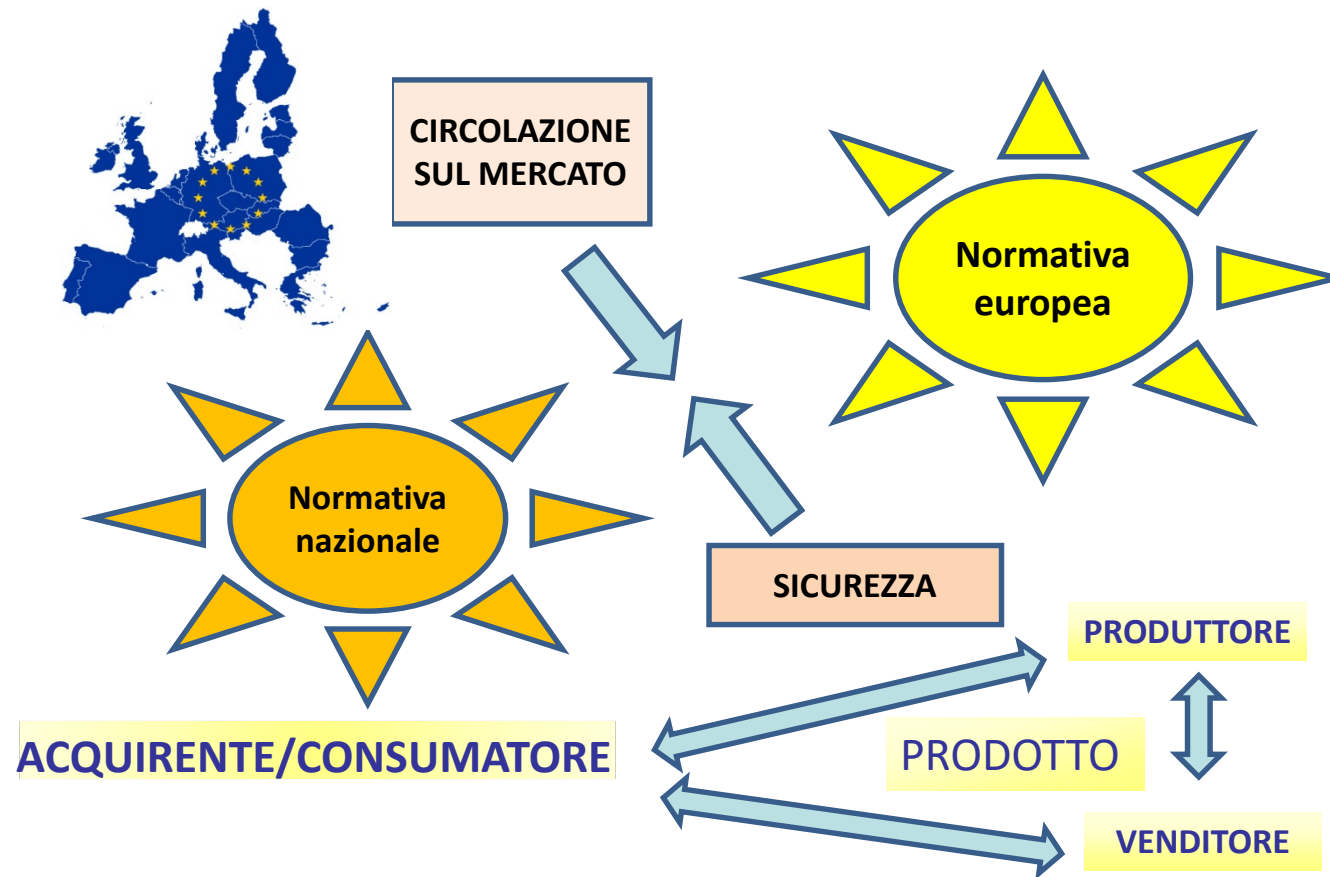 CIRCOLAZIONE
SUL MERCATO
Normativa
europea
Normativa
nazionale
SICUREZZA
PRODUTTORE
ACQUIRENTE/CONSUMATORE
PRODOTTO
VENDITORE